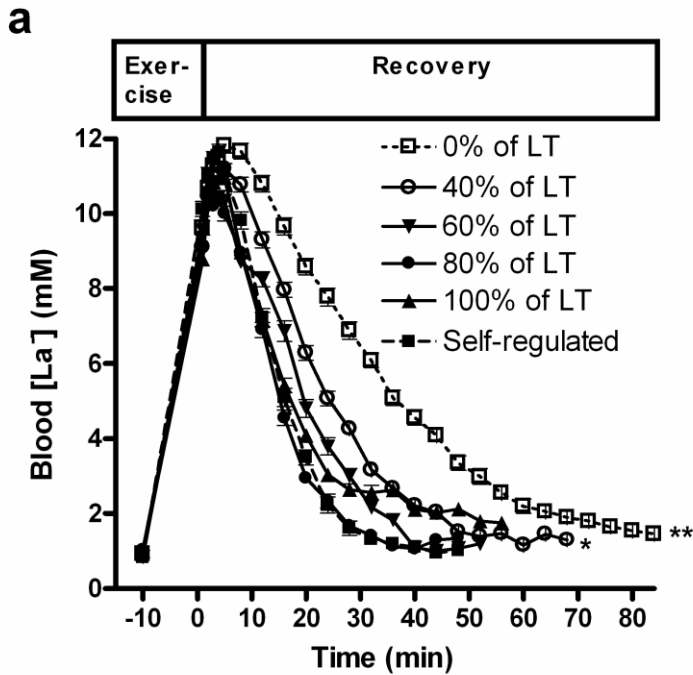 a
Exer-
cise
Recovery
12
10
8
6
4
2
0
Blood [La⁻] (mM)
0% of LT
40% of LT
60% of LT
80% of LT
100% of LT
Self-regulated
**
*
-10 0 10 20 30 40 50 60 70 80
Time (min)